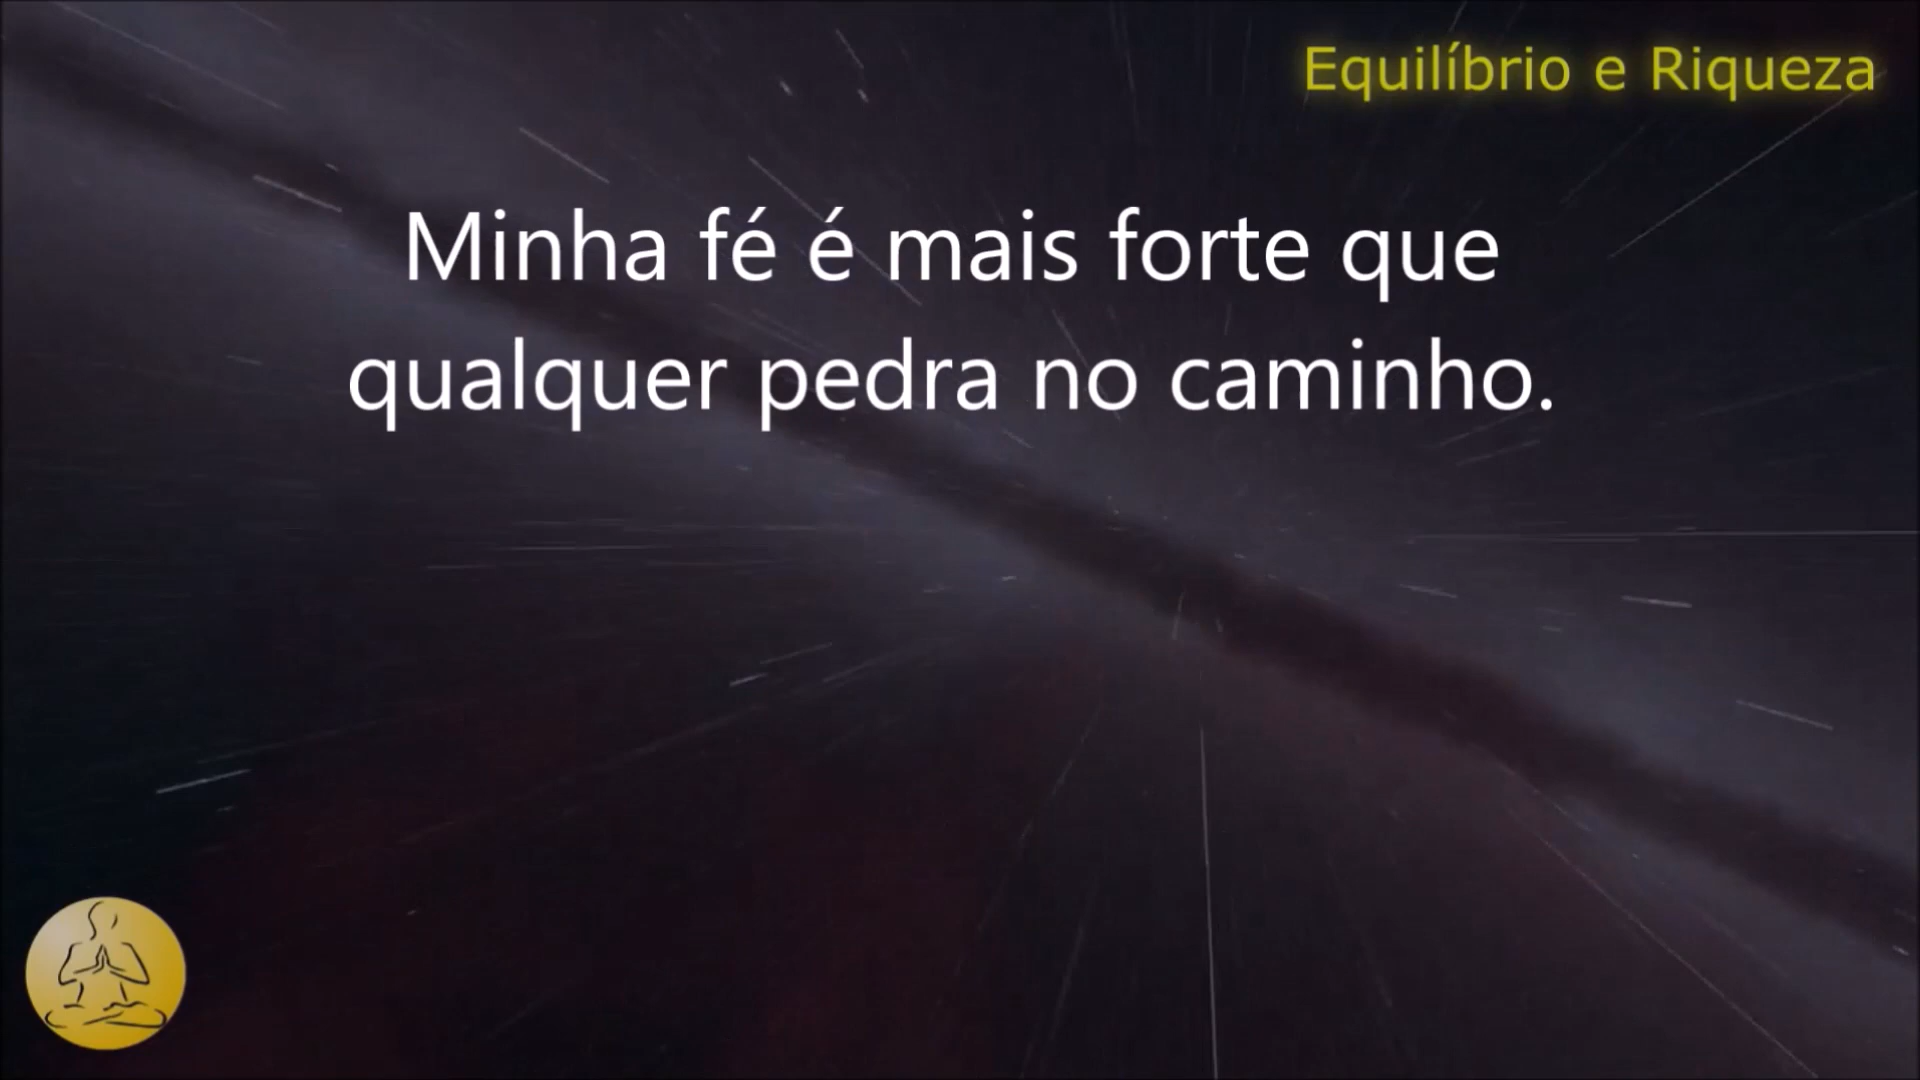 Equilíbrio e Riqueza
Minha fé é mais forte que
qualquer pedra no caminho.